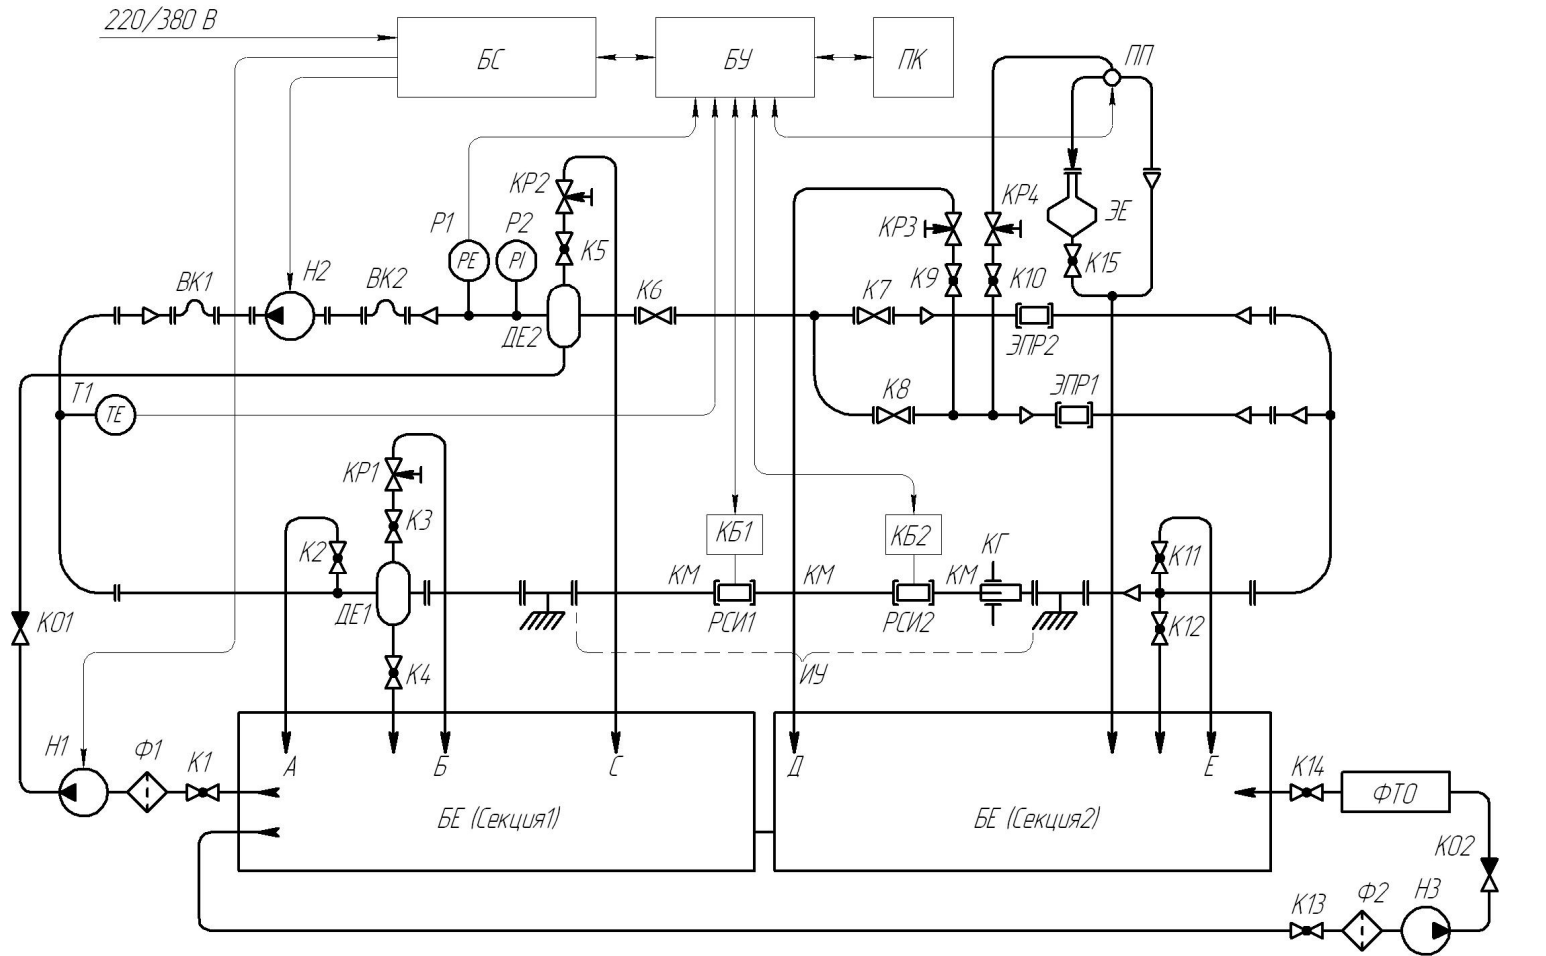 220/380 В
БС
БУ
ПК
ПП
КР2
Р1
Р2
К5
КР3
КР4
ЭЕ
РЕ
PI
ВК1
Н2
ВК2
К6
К7
К9
К10
К15
ДЕ2
ЭПР2
Т1
ТЕ
К8
ЭПР1
КР1
К3
К2
КБ1
КБ2
КГ
К11
КМ
КМ
КМ
ДЕ1
РСИ1
РСИ2
К12
КО1
К4
ИУ
Н1
Ф1
К1
А
Б
С
Д
Е
К14
ФТО
БЕ (Секция1)
БЕ (Секция2)
КО2
К13
Ф2
Н3